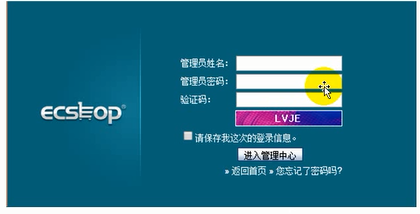 管理员姓名：
管理员密码：
ecshop®
验证码：
LVJE
请保存我这次的登录信息。
进入管理中心
» 返回首页 » 您忘记了密码吗?